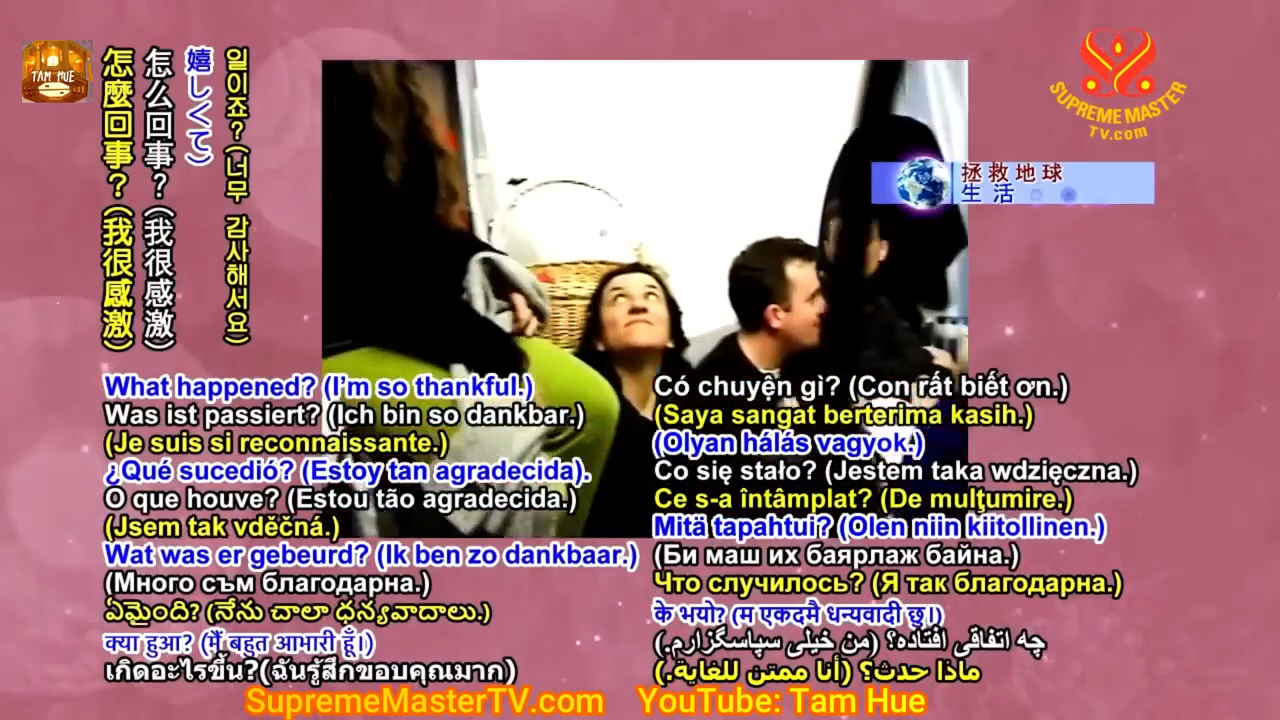 TAM HUE
怎麼回事？（我很感激）
怎么回事？（我很感激）
嬉しくて）
일이죠？（너무 감사해서요）
SUPREME MASTER
TV.com
拯救地球
生活
What happened? (I'm so thankful.)
Was ist passiert? (Ich bin so dankbar.)
(Je suis si reconnaissante.)
¿Qué sucedió? (Estoy tan agradecida).
O que houve? (Estou tão agradecida.)
(Jsem tak vděčná.)
Wat was er gebeurd? (Ik ben zo dankbaar.)
(Много съм благодарна.)
ఏమైంది? (నేను చాలా ధన్యవాదాలు.)
क्या हुआ? (मैं बहुत आभारी हूँ।)
เกิดอะไรขึ้น?(ฉันรู้สึกขอบคุณมาก)
Có chuyện gì? (Con rất biết ơn.)
(Saya sangat berterima kasih.)
(Olyan hálás vagyok.)
Co się stało? (Jestem taka wdzięczna.)
Ce s-a întâmplat? (De mulţumire.)
Mitä tapahtui? (Olen niin kiitollinen.)
(Би маш их баярлаж байна.)
Что случилось? (Я так благодарна.)
के भयो? (म एकदमै धन्यवादी छु।)
چه اتفاقی افتاده؟ (من خیلی سپاسگزارم.)
ماذا حدث؟ (أنا ممتن للغاية.)
SupremeMasterTV.com YouTube: Tam Hue